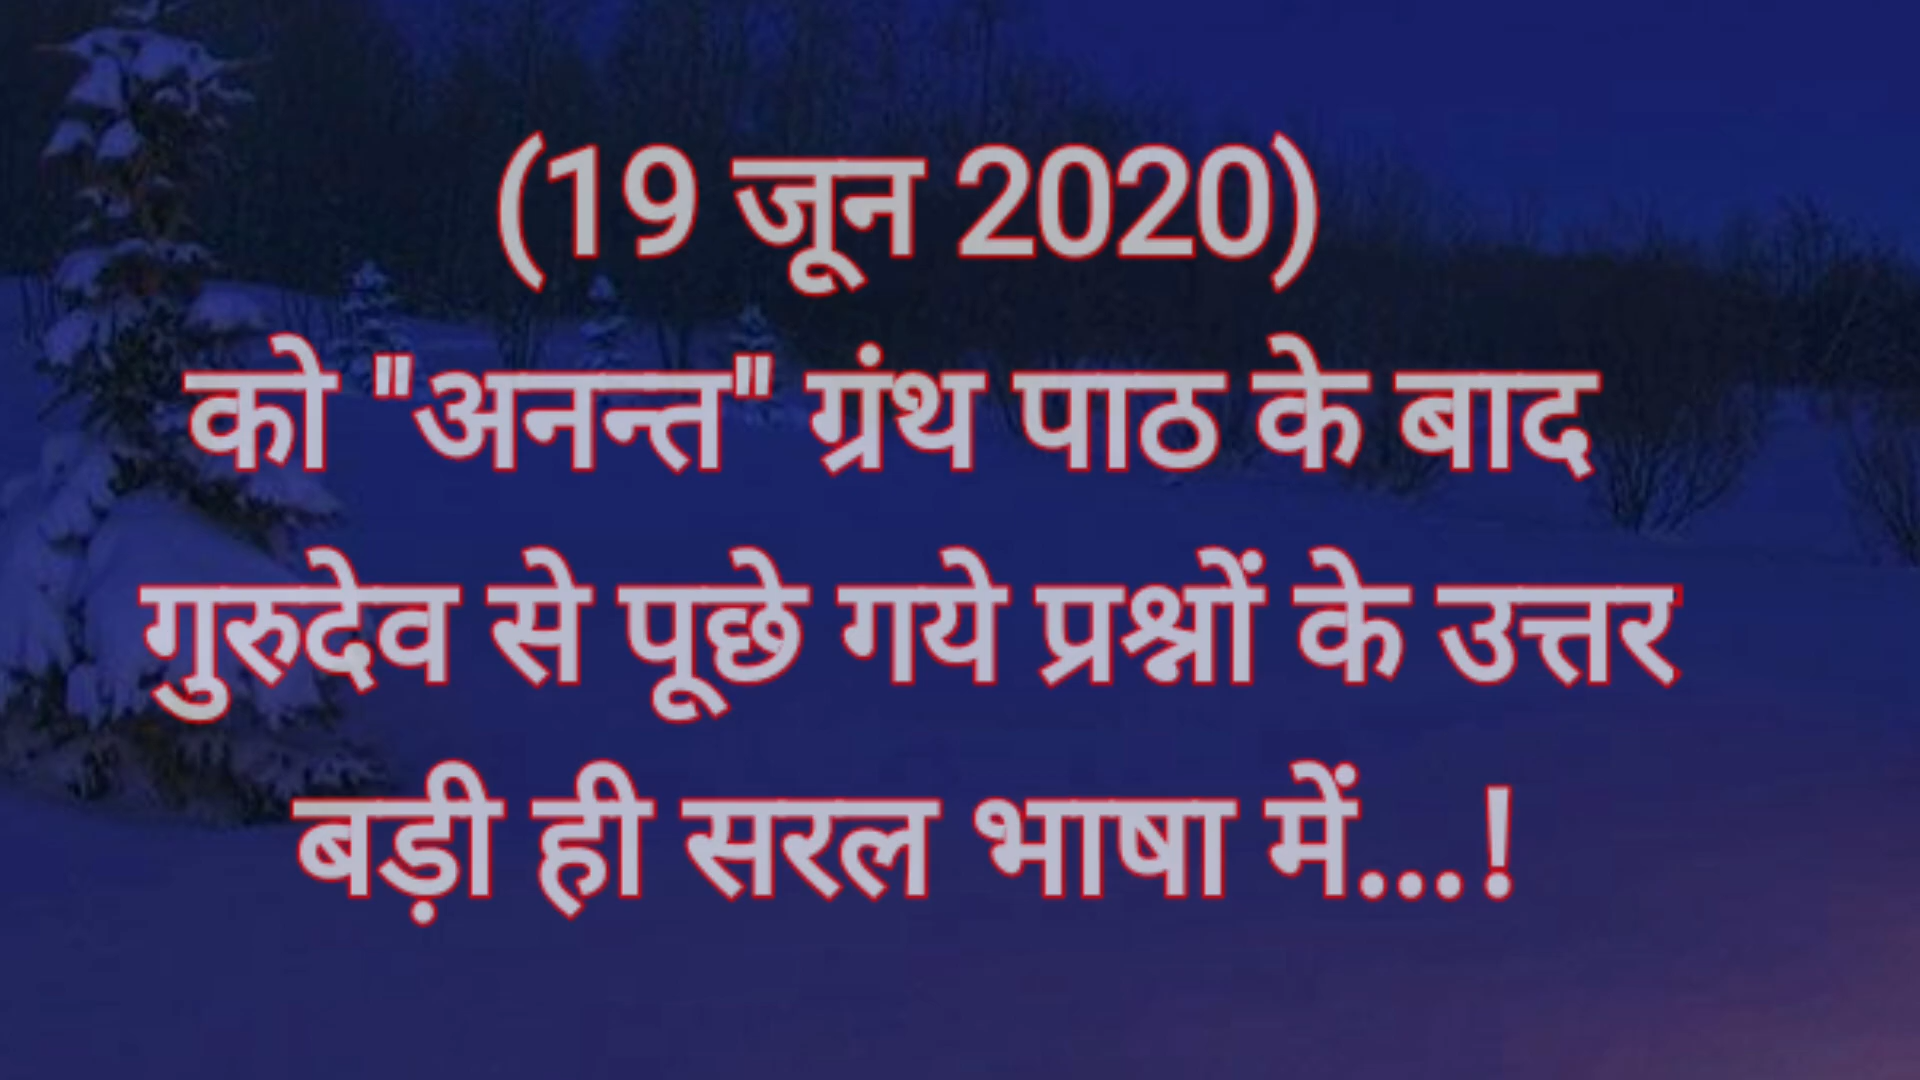 (19 जून 2020)
को "अनन्त" ग्रंथ पाठ के बाद
गुरुदेव से पूछे गये प्रश्नों के उत्तर
बड़ी ही सरल भाषा में...!